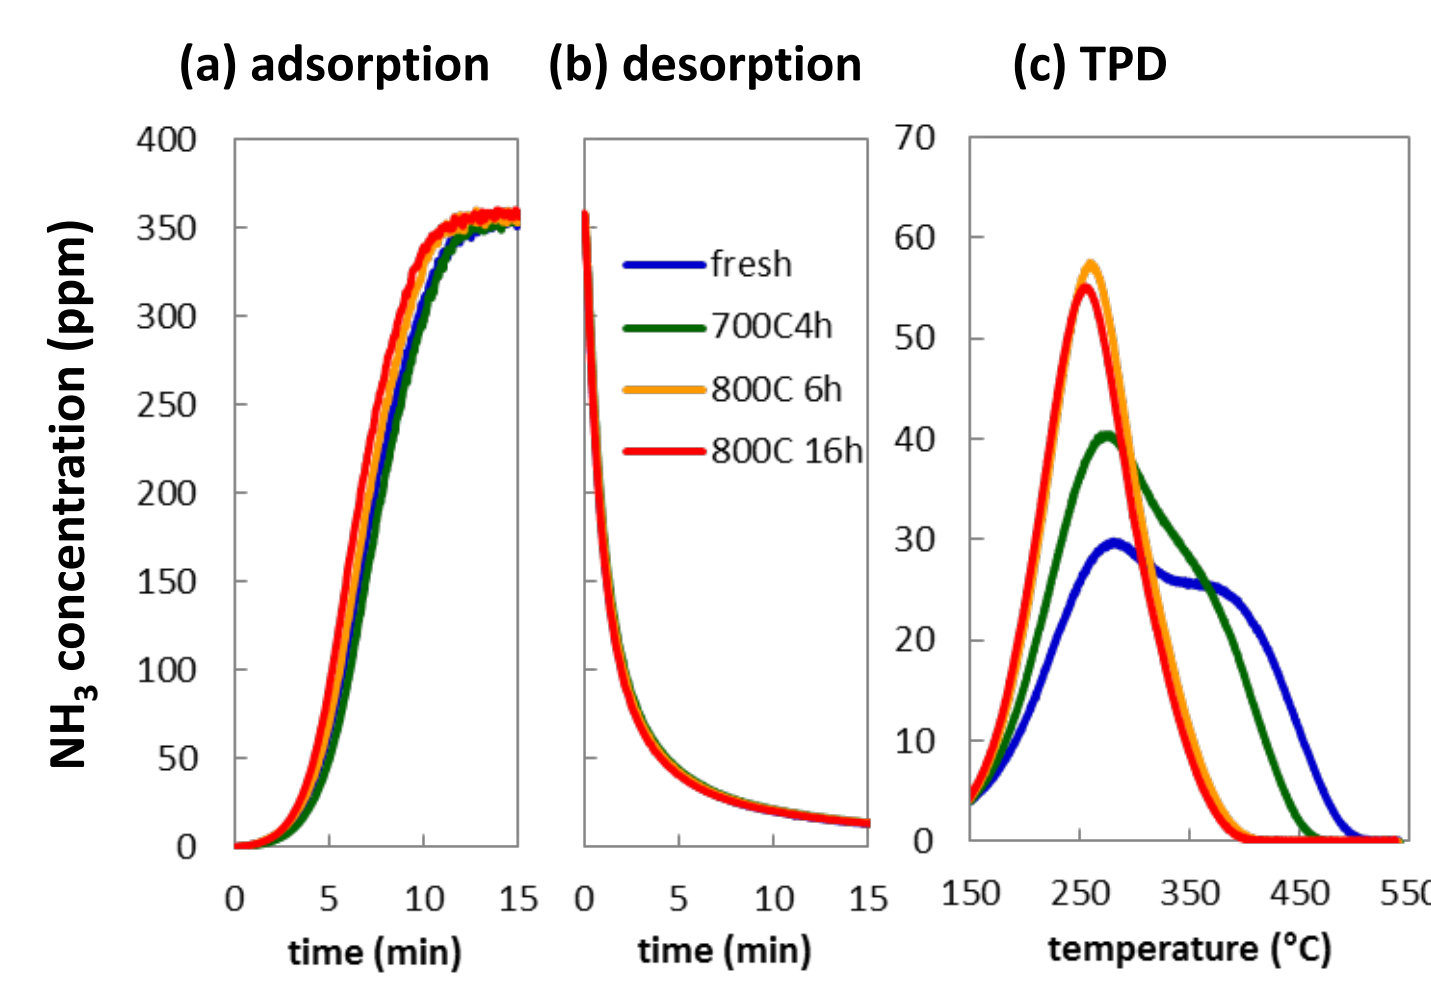 (a) adsorption
(b) desorption
(c) TPD
NH3 concentration (ppm)
400
350
300
250
200
150
100
50
0
0 5 10 15
time (min)
fresh
700C4h
800C 6h
800C 16h
0 5 10 15
time (min)
70
60
50
40
30
20
10
0
150 250 350 450 550
temperature (°C)